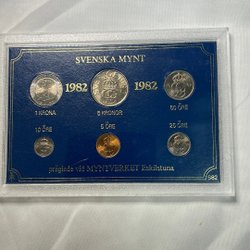 SVENSKA MYNT
1982 1982
1 KRONA 5 KRONOR 50 ÖRE
10 ÖRE 5 ÖRE 25 ÖRE
präglade vid MYNTVERKET Eskilstuna
1982